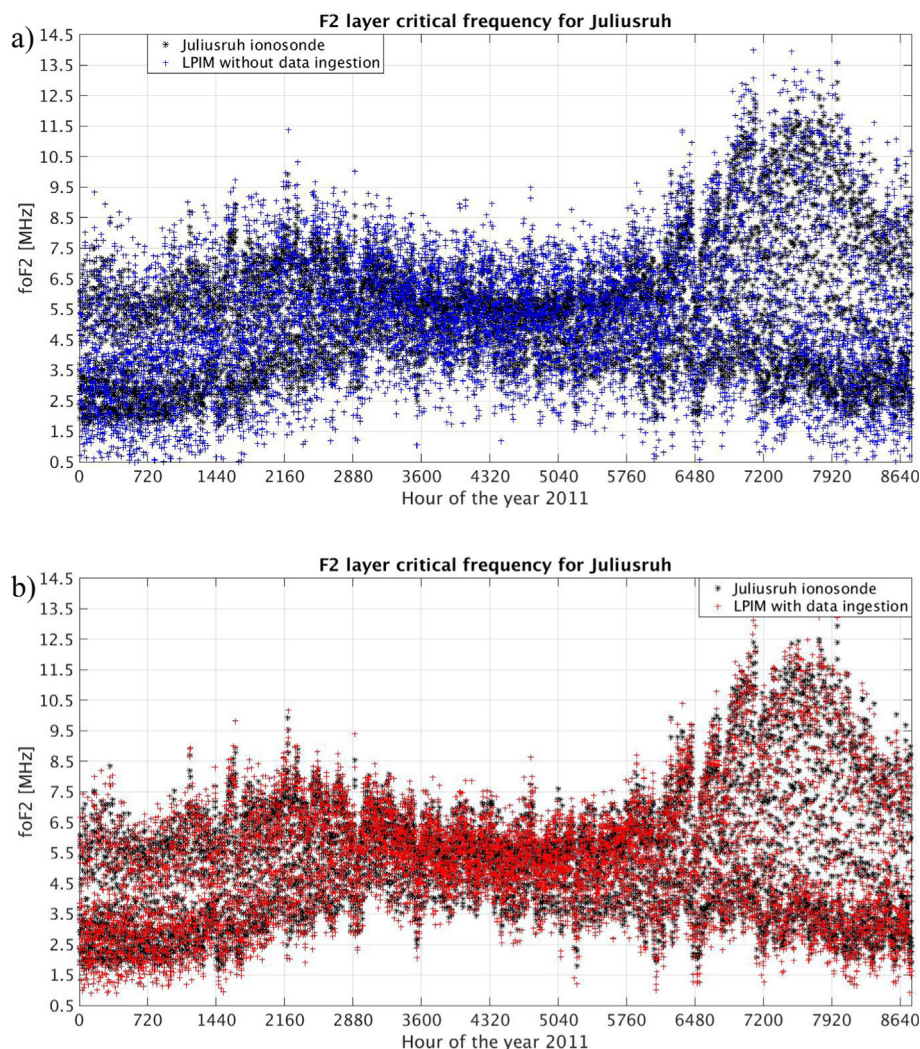 a)
F2 layer critical frequency for Juliusruh
14.5
Juliusruh ionosonde
LPIM without data ingestion
13.5
12.5
11.5
10.5
9.5
8.5
7.5
6.5
5.5
4.5
3.5
2.5
1.5
0.5
foF2 [MHz]
0 720 1440 2160 2880 3600 4320 5040 5760 6480 7200 7920 8640
Hour of the year 2011
b)
F2 layer critical frequency for Juliusruh
14.5
Juliusruh ionosonde
LPIM with data ingestion
13.5
12.5
11.5
10.5
9.5
8.5
7.5
6.5
5.5
4.5
3.5
2.5
1.5
0.5
foF2 [MHz]
0 720 1440 2160 2880 3600 4320 5040 5760 6480 7200 7920 8640
Hour of the year 2011